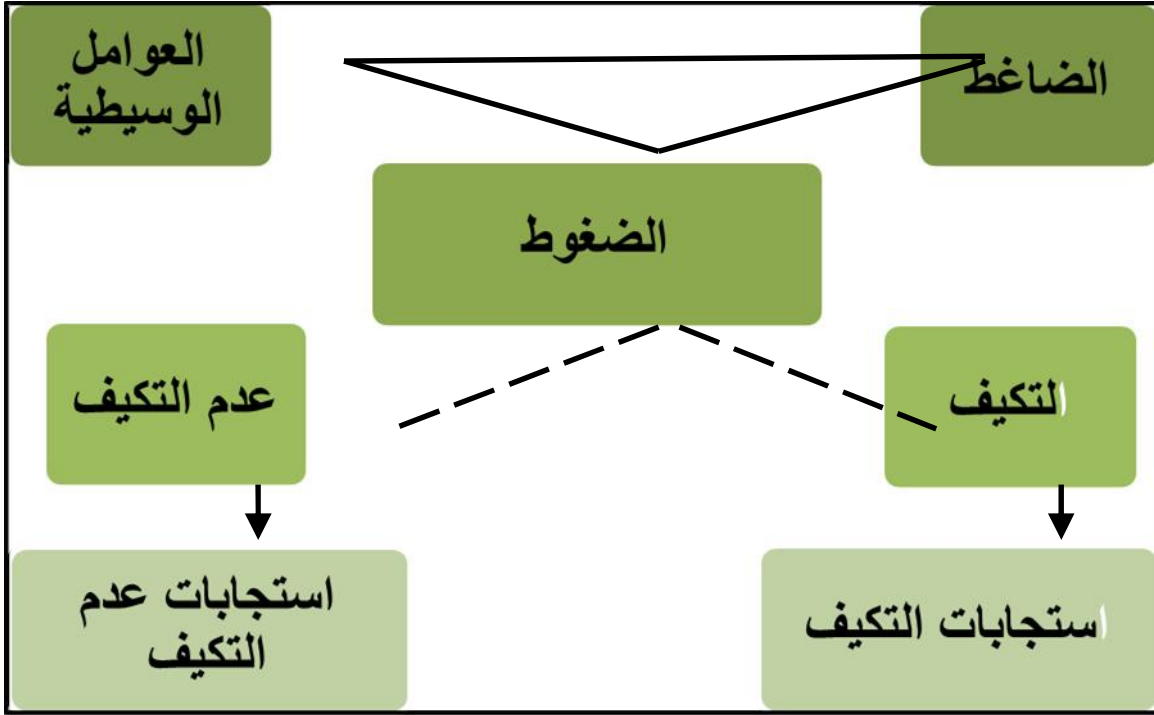 الضاغط
العوامل
الوسيطية
الضغوط
التكيف
عدم التكيف
استجابات التكيف
استجابات عدم
التكيف